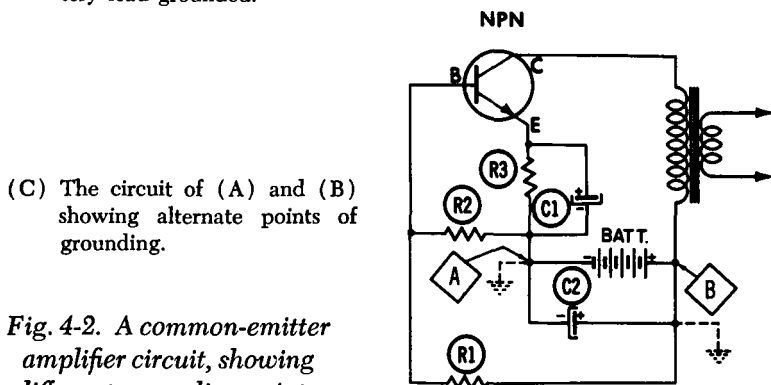 tery lead grounded.
NPN
B
C
E
R3
C1
R2
BATT.
A
-
+
B
C2
R1
(C) The circuit of (A) and (B)
showing alternate points of
grounding.
Fig. 4-2. A common-emitter
amplifier circuit, showing